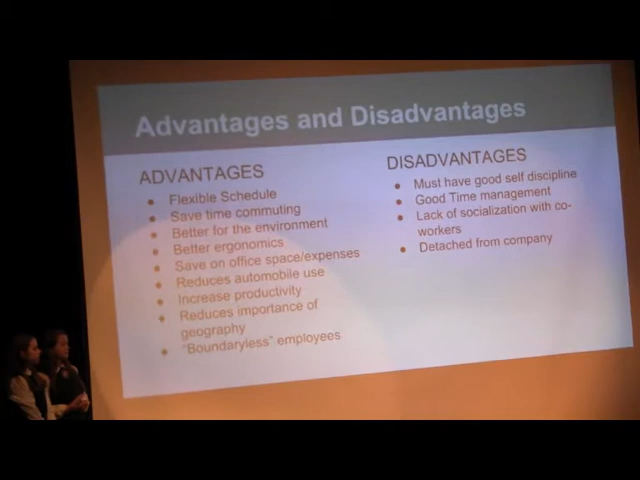 Advantages and Disadvantages
ADVANTAGES
Flexible Schedule
Save time commuting
Better for the environment
Better ergonomics
Save on office space/expenses
Reduces automobile use
Increase productivity
Reduces importance of
geography
"Boundaryless" employees
DISADVANTAGES
Must have good self discipline
Good Time management
Lack of socialization with co-
workers
Detached from company